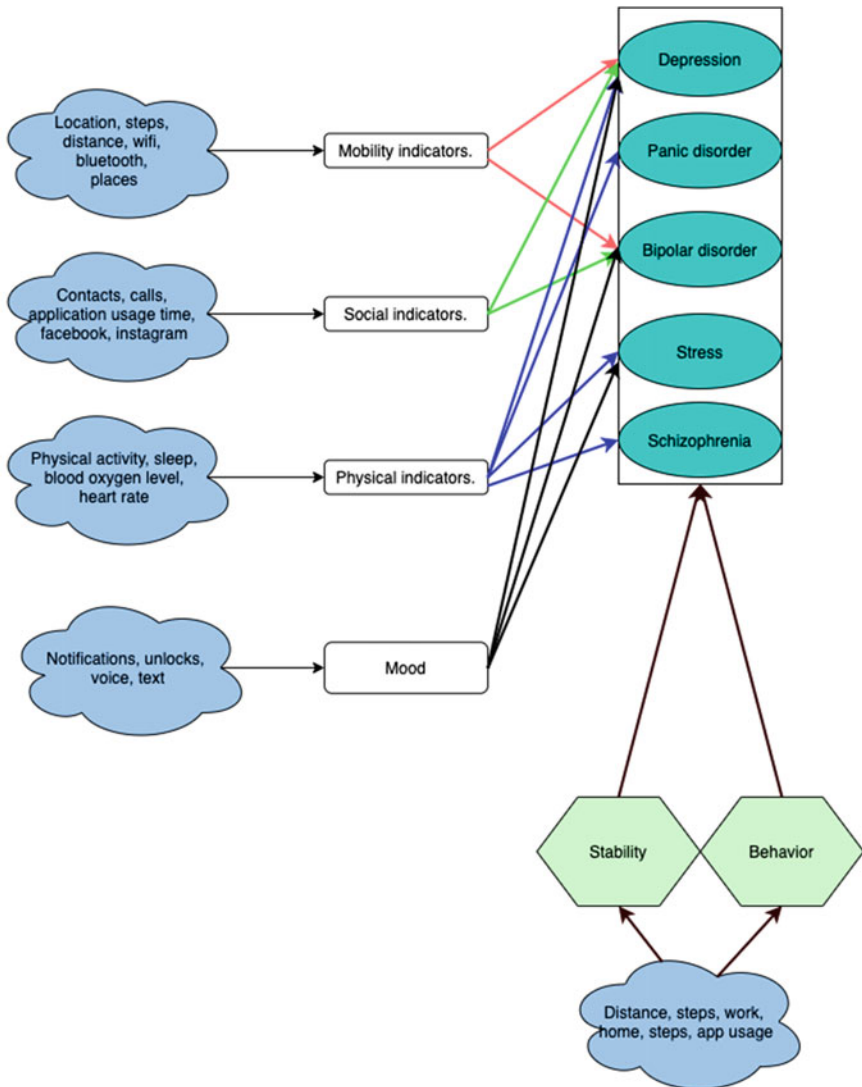 Depression
Location, steps,
distance, wifi,
bluetooth,
places
Mobility indicators.
Panic disorder
Bipolar disorder
Contacts, calls,
application usage time,
facebook, instagram
Social indicators.
Stress
Schizophrenia
Physical activity, sleep,
blood oxygen level,
heart rate
Physical indicators.
Notifications, unlocks,
voice, text
Mood
Stability
Behavior
Distance, steps, work,
home, steps, app usage